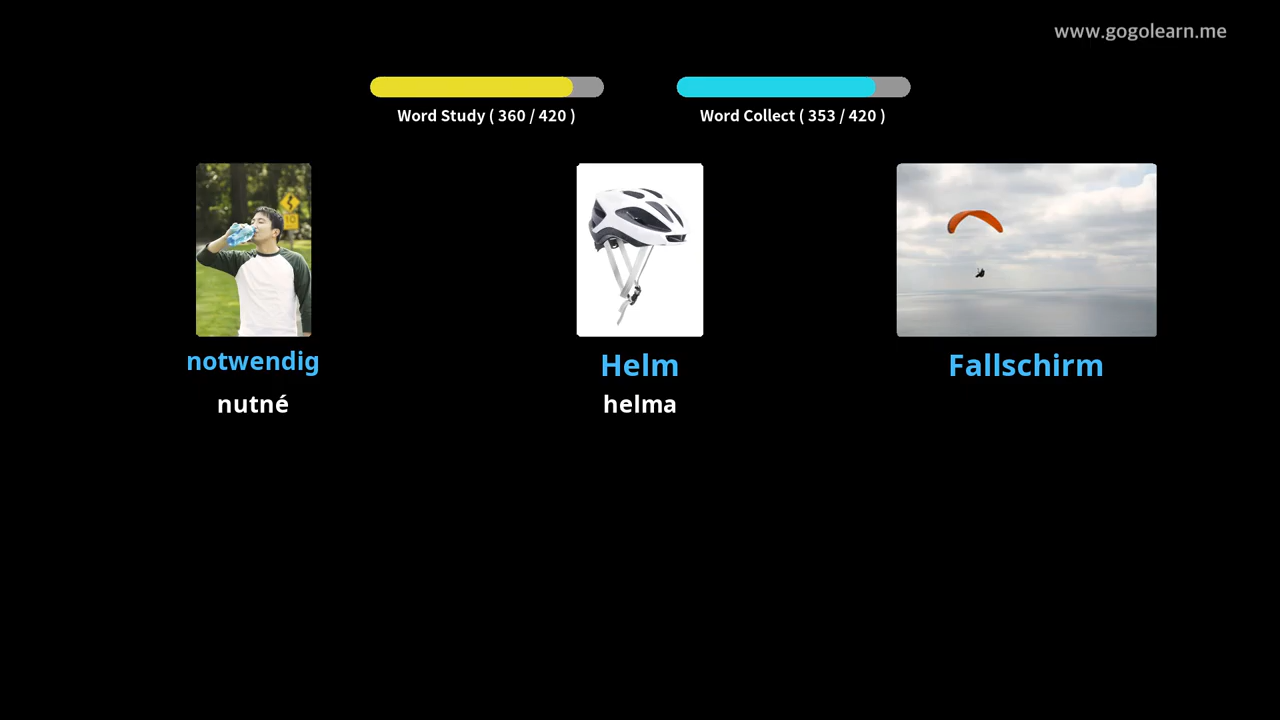 www.gogolearn.me
Word Study ( 360 / 420 )
Word Collect ( 353 / 420 )
notwendig
nutné
Helm
helma
Fallschirm